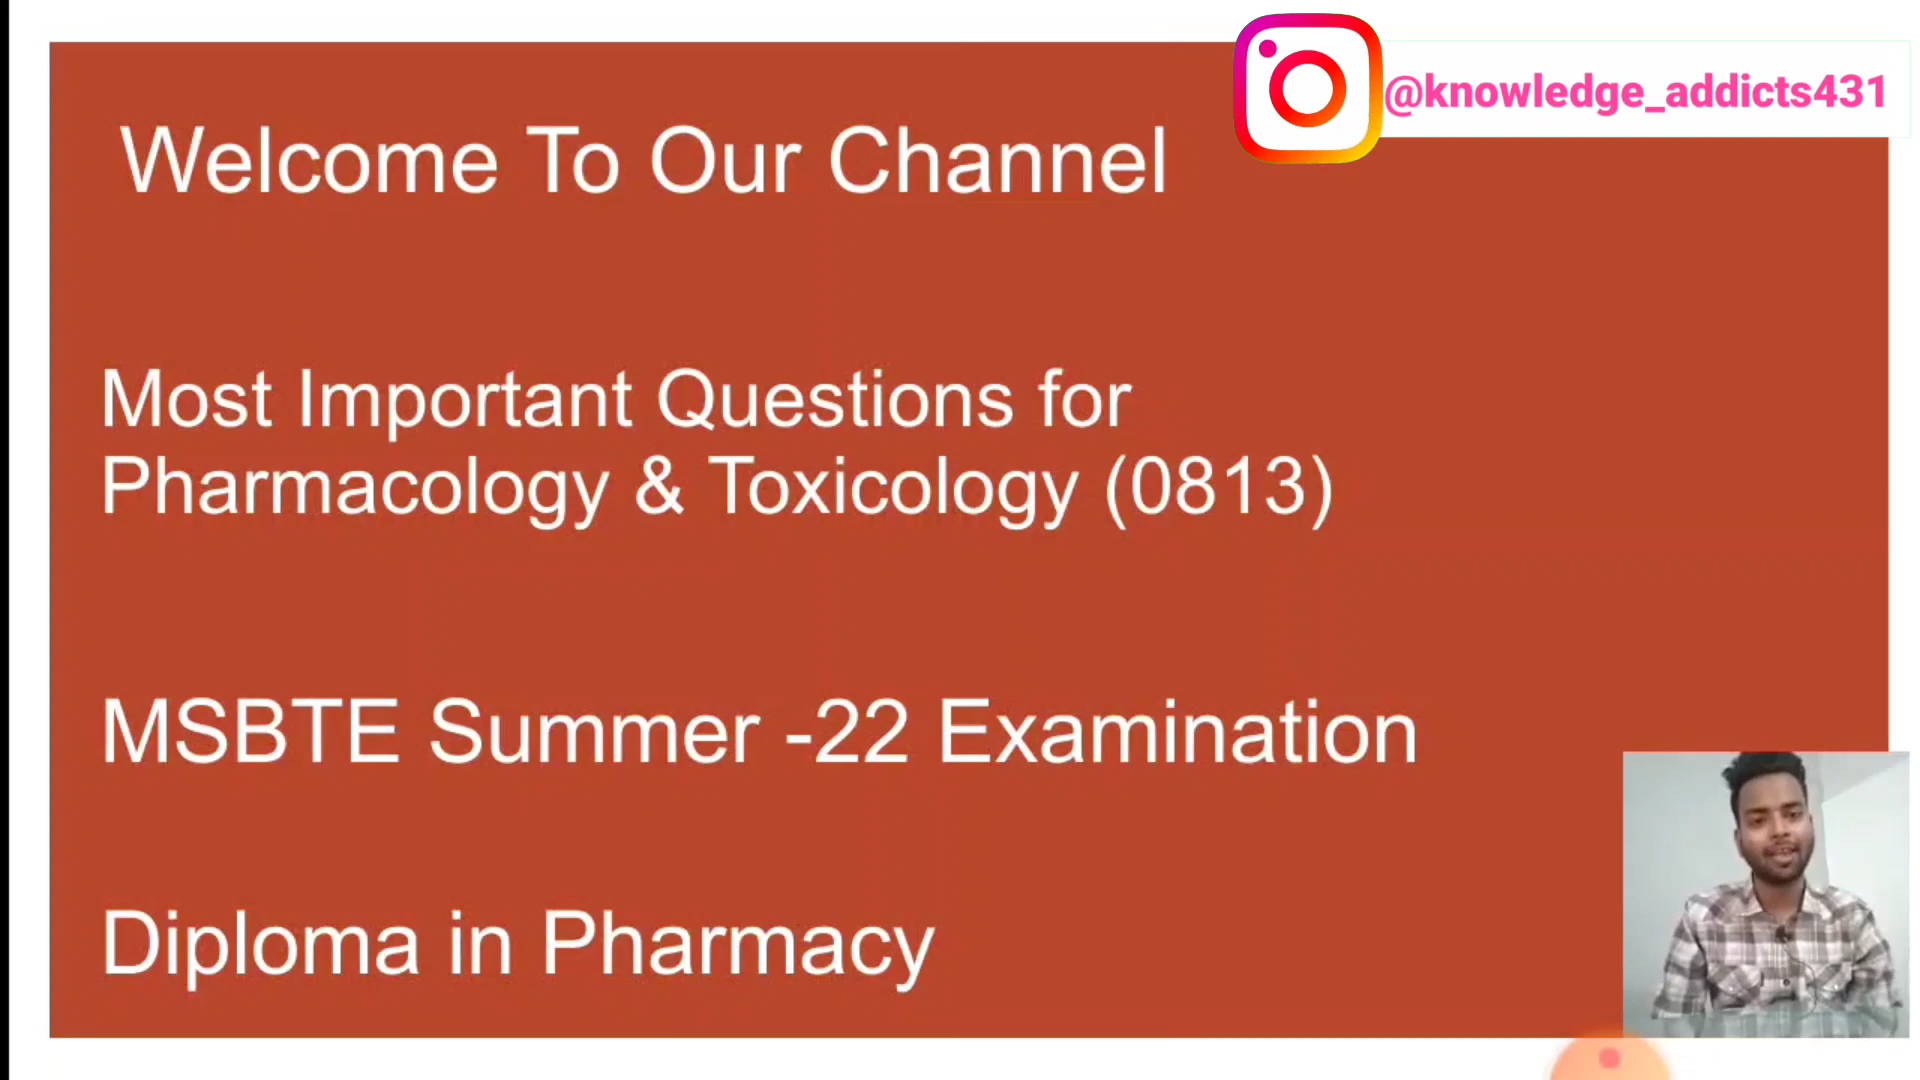 @knowledge_addicts431
Welcome To Our Channel
Most Important Questions for
Pharmacology & Toxicology (0813)
MSBTE Summer -22 Examination
Diploma in Pharmacy